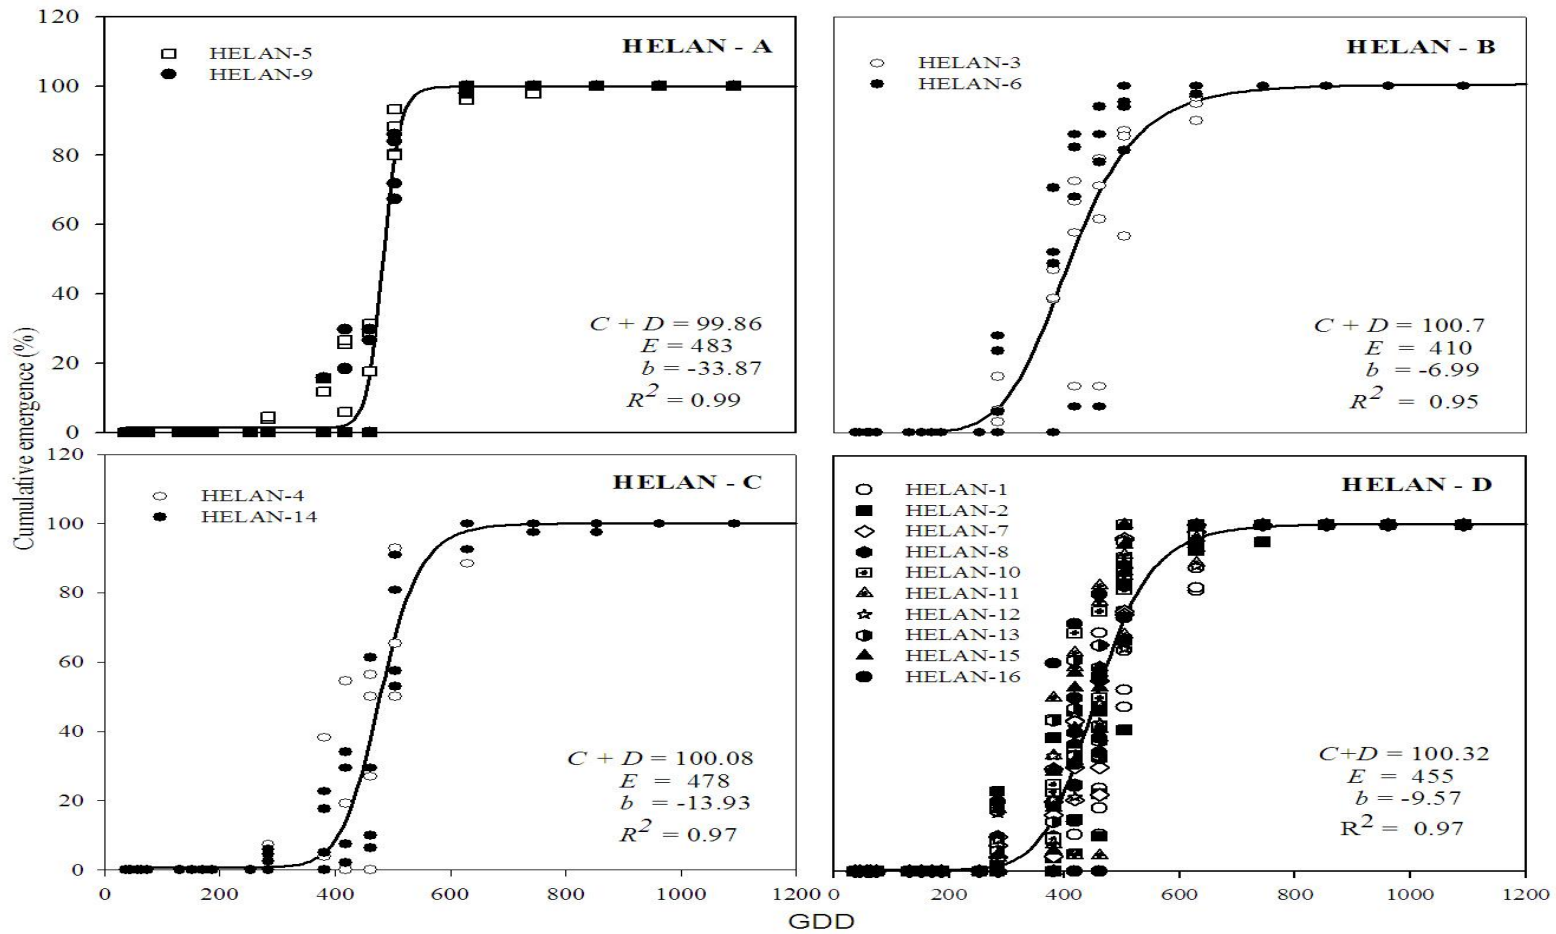 Cumulative emergence (%)
120
100
80
60
40
20
0
HELAN-5
HELAN-9
HELAN - A
C + D = 99.86
E = 483
b = -33.87
R2 = 0.99
HELAN-3
HELAN-6
HELAN - B
C + D = 100.7
E = 410
b = -6.99
R2 = 0.95
120
100
80
60
40
20
0
HELAN-4
HELAN-14
HELAN - C
C + D = 100.08
E = 478
b = -13.93
R2 = 0.97
0 200 400 600 800 1000 1200
HELAN-1
HELAN-2
HELAN-7
HELAN-8
HELAN-10
HELAN-11
HELAN-12
HELAN-13
HELAN-15
HELAN-16
HELAN - D
C+D = 100.32
E = 455
b = -9.57
R2 = 0.97
0 200 400 600 800 1000 1200
GDD